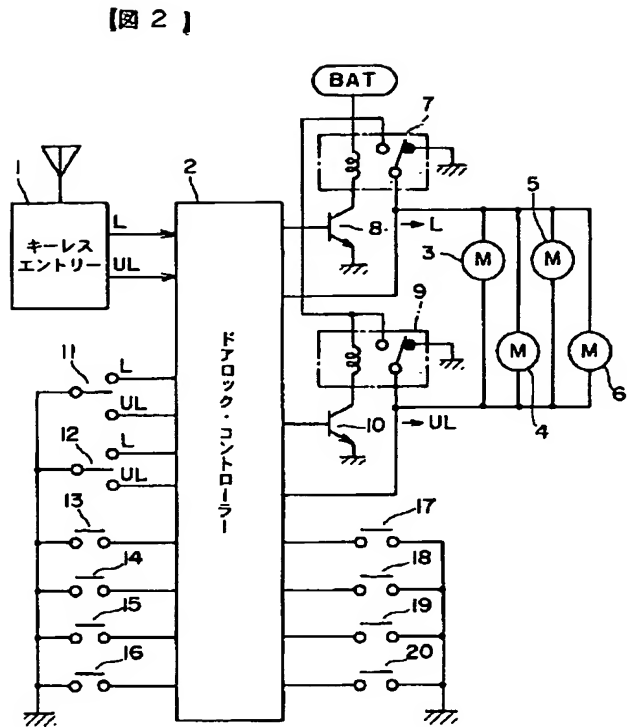 【図2】
BAT
7
1
2
5
キーレス
エントリー
L
UL
8
L
3
M
M
9
M
M
4
6
11
L
UL
10
UL
12
L
UL
ドアロック・コントローラー
13
17
14
18
15
19
16
20